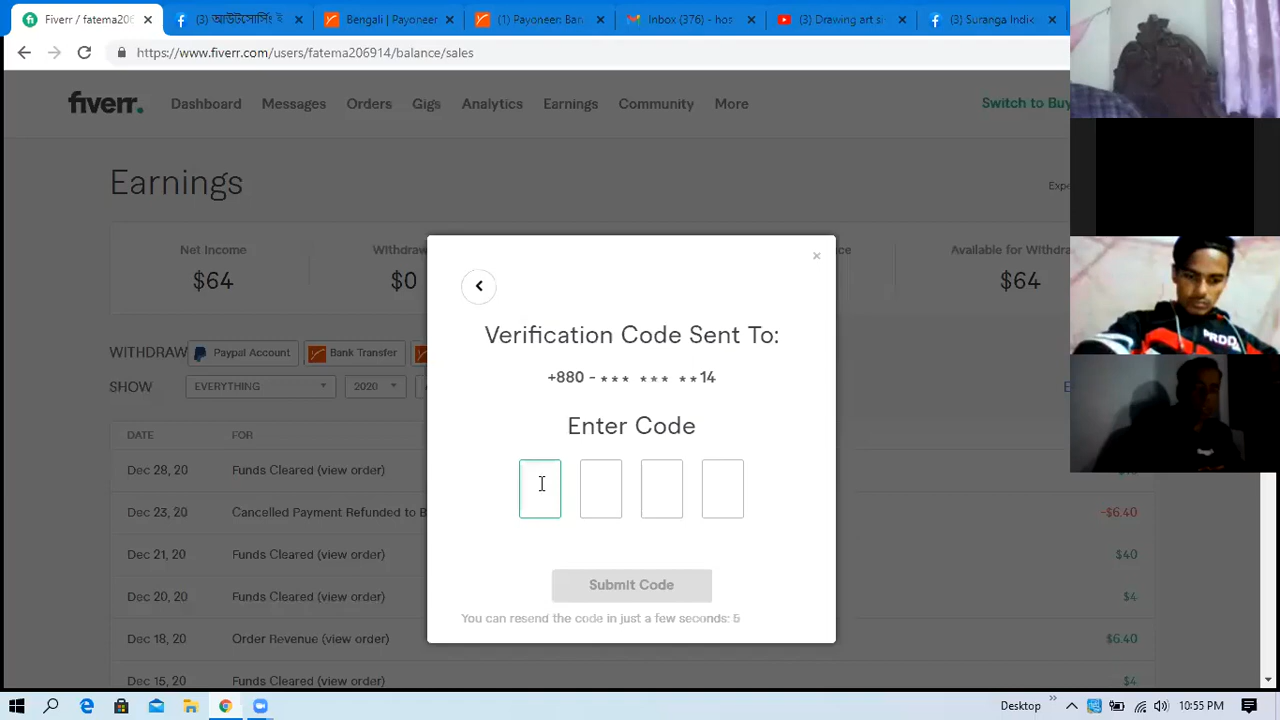 Fiverr / fatema206
(3) আউটসোর্সিং ই
Bengali | Payoneer
(1) Payoneer Ban
Inbox (376) - hos
(3) Drawing art si
(3) Suranga Indik
https://www.fiverr.com/users/fatema206914/balance/sales
fiverr.
Dashboard
Messages
Orders
Gigs
Analytics
Earnings
Community
More
Switch to Buy
Earnings
Expe
Net Income
Withdraw
Available for Withdra
$64
$0
$64
×
Verification Code Sent To:
+880 - *** *** **14
Enter Code
Submit Code
You can resend the code in just a few seconds: 5
WITHDRAW
Paypal Account
Bank Transfer
SHOW
EVERYTHING
2020
DATE
FOR
Dec 28, 20
Funds Cleared (view order)
Dec 23, 20
Cancelled Payment Refunded to B
-$6.40
Dec 21, 20
Funds Cleared (view order)
$40
Dec 20, 20
Funds Cleared (view order)
$4
Dec 18, 20
Order Revenue (view order)
$6.40
Dec 15, 20
Funds Cleared (view order)
$4
Desktop
10:55 PM